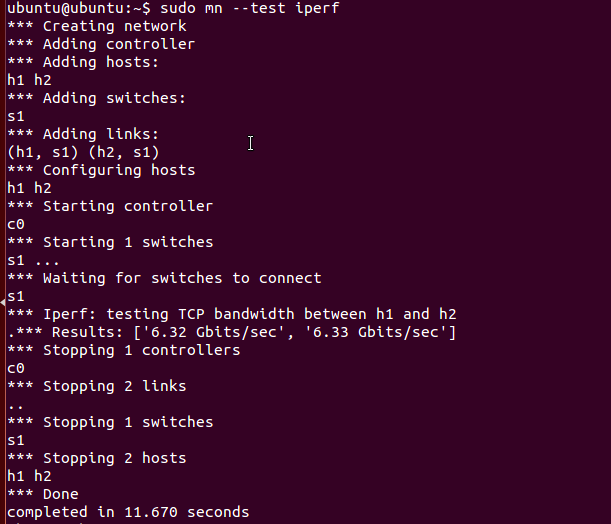 ubuntu@ubuntu:~$ sudo mn --test iperf
*** Creating network
*** Adding controller
*** Adding hosts:
h1 h2
*** Adding switches:
s1
*** Adding links:
(h1, s1) (h2, s1)
*** Configuring hosts
h1 h2
*** Starting controller
c0
*** Starting 1 switches
s1 ...
*** Waiting for switches to connect
s1
*** Iperf: testing TCP bandwidth between h1 and h2
.*** Results: ['6.32 Gbits/sec', '6.33 Gbits/sec']
*** Stopping 1 controllers
c0
*** Stopping 2 links
..
*** Stopping 1 switches
s1
*** Stopping 2 hosts
h1 h2
*** Done
completed in 11.670 seconds